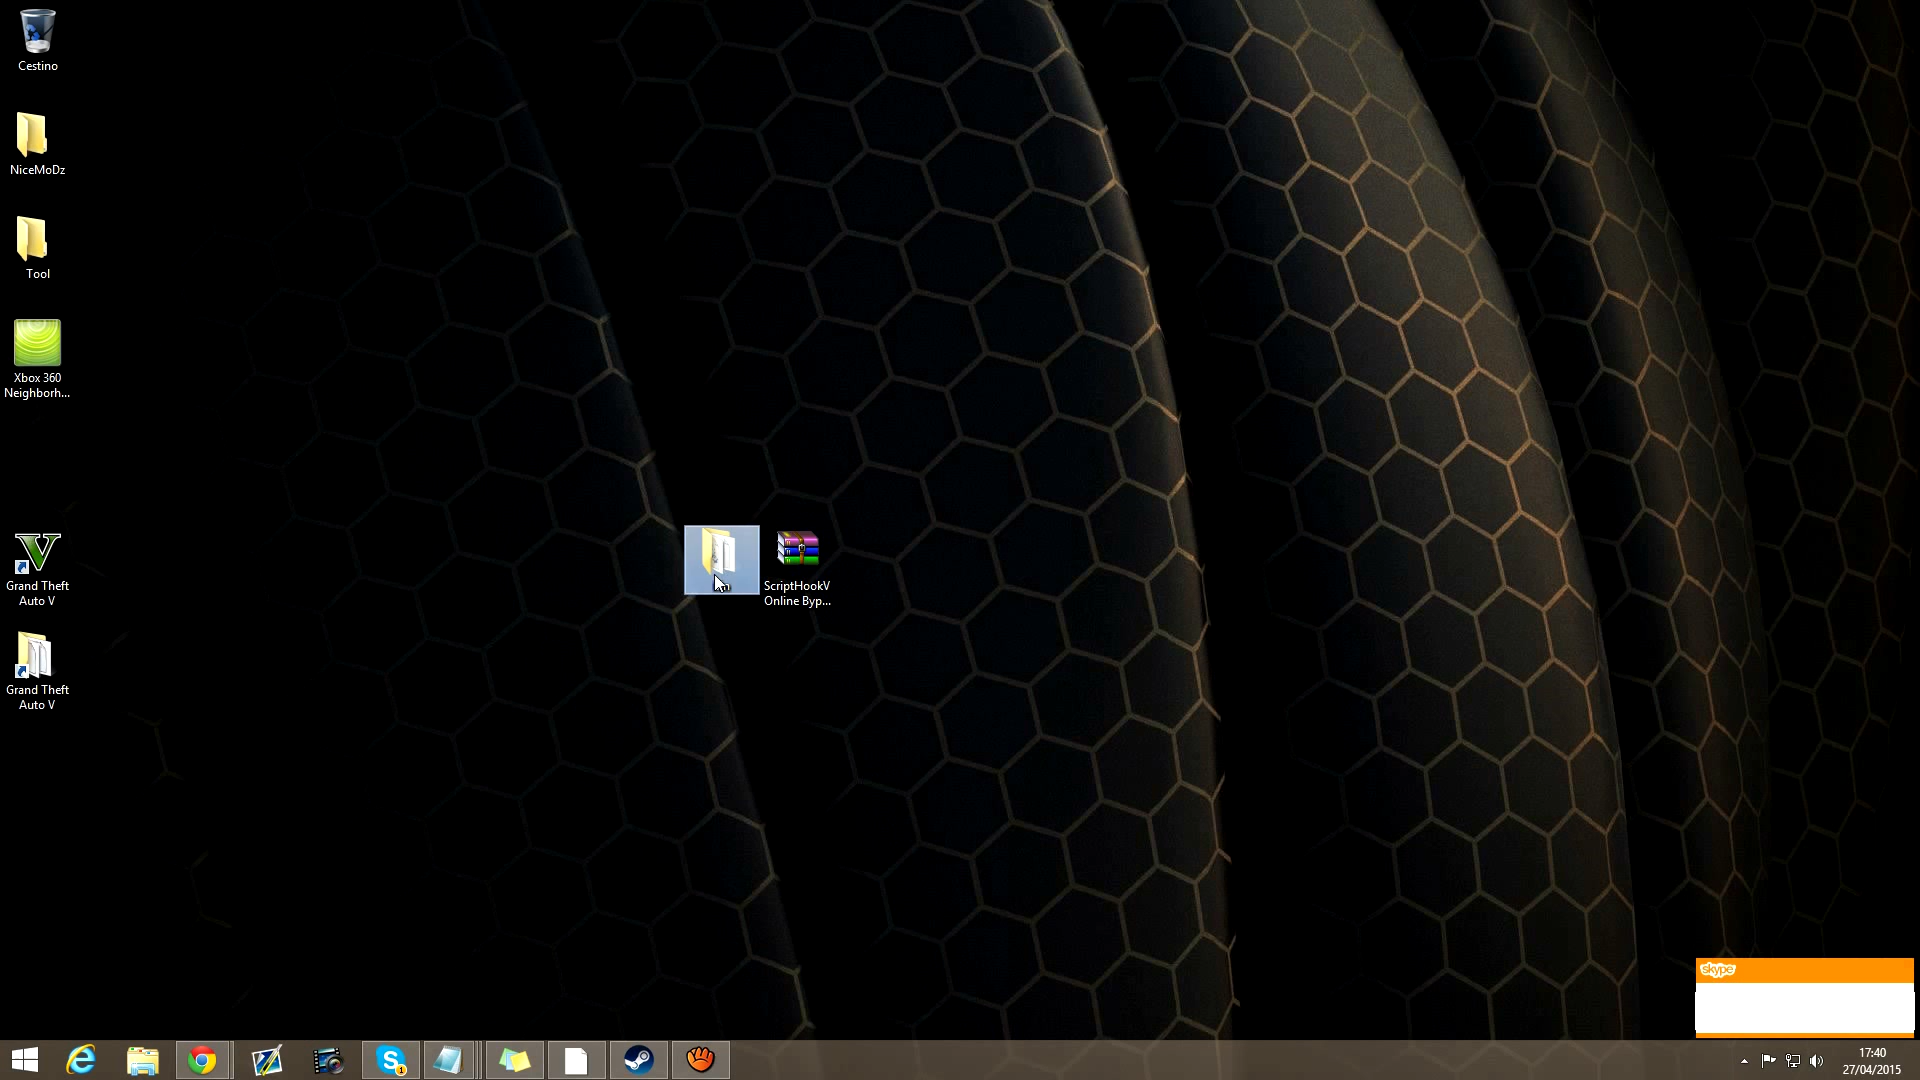 Cestino
NiceMoDz
Tool
Xbox 360
Neighborh...
Grand Theft
Auto V
Grand Theft
Auto V
ScriptHookV
Online Byp...
skype
1
17:40
27/04/2015